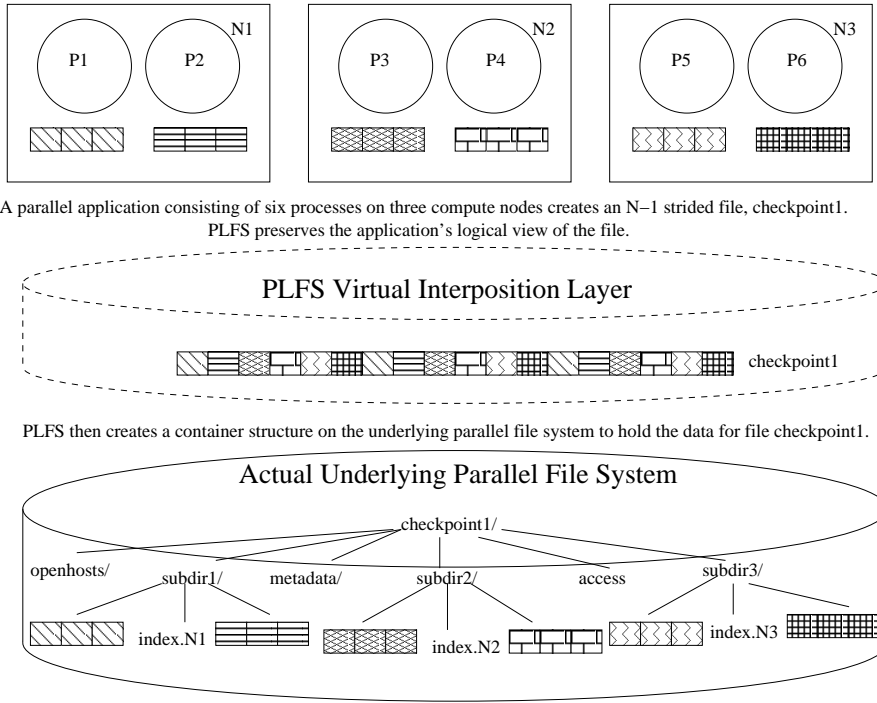 N1
P1 P2
N2
P3 P4
N3
P5 P6
A parallel application consisting of six processes on three compute nodes creates an N−1 strided file, checkpoint1.
PLFS preserves the application's logical view of the file.
PLFS Virtual Interposition Layer
checkpoint1
PLFS then creates a container structure on the underlying parallel file system to hold the data for file checkpoint1.
Actual Underlying Parallel File System
checkpoint1/
openhosts/ subdir1/ metadata/ subdir2/ access subdir3/
index.N1 index.N2 index.N3